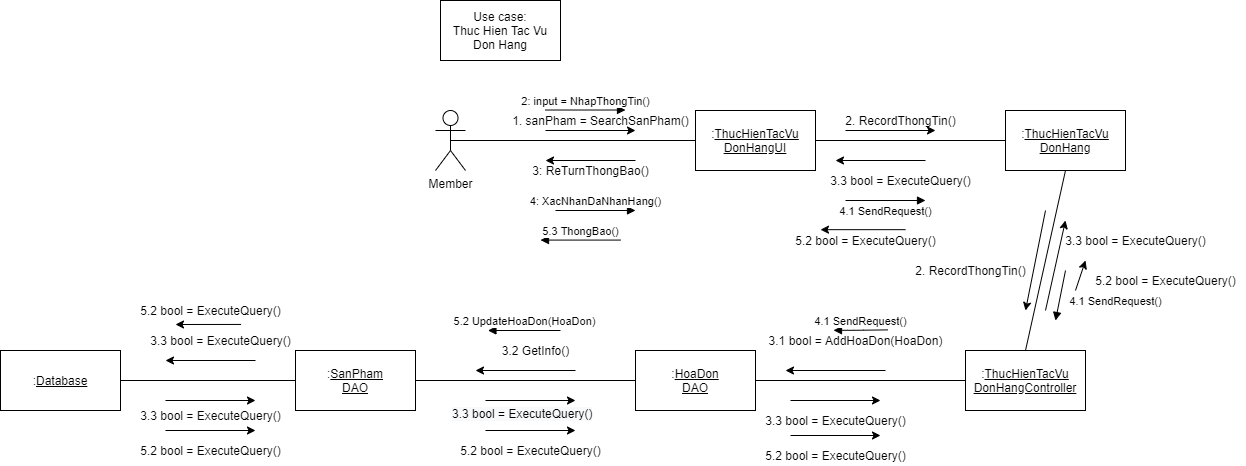 Use case:
Thuc Hien Tac Vu
Don Hang
2: input = NhapThongTin()
1. sanPham = SearchSanPham()
:ThucHienTacVu
DonHangUI
2. RecordThongTin()
:ThucHienTacVu
DonHang
Member
3: ReTurnThongBao()
3.3 bool = ExecuteQuery()
4: XacNhanDaNhanHang()
4.1 SendRequest()
5.3 ThongBao()
5.2 bool = ExecuteQuery()
3.3 bool = ExecuteQuery()
2. RecordThongTin()
5.2 bool = ExecuteQuery()
4.1 SendRequest()
5.2 bool = ExecuteQuery()
5.2 UpdateHoaDon(HoaDon)
4.1 SendRequest()
3.3 bool = ExecuteQuery()
3.2 GetInfo()
3.1 bool = AddHoaDon(HoaDon)
:Database
:SanPham
DAO
:HoaDon
DAO
:ThucHienTacVu
DonHangController
3.3 bool = ExecuteQuery()
3.3 bool = ExecuteQuery()
3.3 bool = ExecuteQuery()
5.2 bool = ExecuteQuery()
5.2 bool = ExecuteQuery()
5.2 bool = ExecuteQuery()